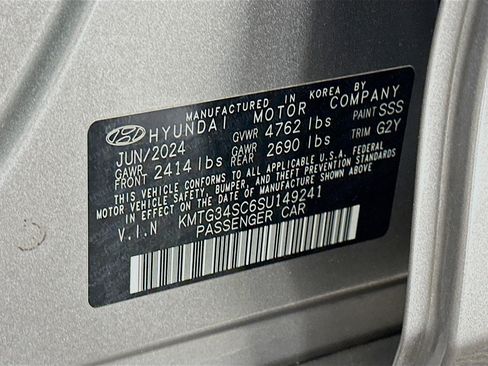 MANUFACTURED IN KOREA BY
HYUNDAI MOTOR COMPANY
JUN/2024 GVWR 4762 lbs PAINT SSS
GAWR FRONT 2414 lbs GAWR REAR 2690 lbs TRIM G2Y
THIS VEHICLE CONFORMS TO ALL APPLICABLE U.S.A. FEDERAL
MOTOR VEHICLE SAFETY, BUMPER, AND THEFT PREVENTION STANDARDS
IN EFFECT ON THE DATE OF MANUFACTURE SHOWN ABOVE.
V.I.N KMTG34SC6SU149241
PASSENGER CAR